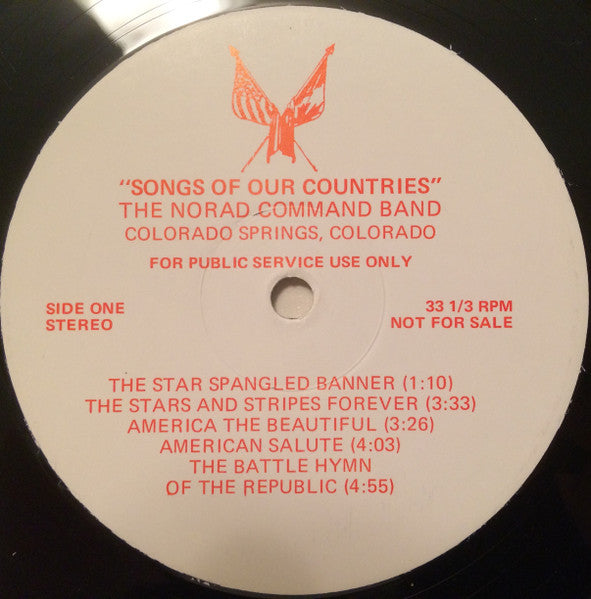 "SONGS OF OUR COUNTRIES"
THE NORAD COMMAND BAND
COLORADO SPRINGS, COLORADO
FOR PUBLIC SERVICE USE ONLY
SIDE ONE
STEREO
33 1/3 RPM
NOT FOR SALE
THE STAR SPANGLED BANNER (1:10)
THE STARS AND STRIPES FOREVER (3:33)
AMERICA THE BEAUTIFUL (3:26)
AMERICAN SALUTE (4:03)
THE BATTLE HYMN
OF THE REPUBLIC (4:55)